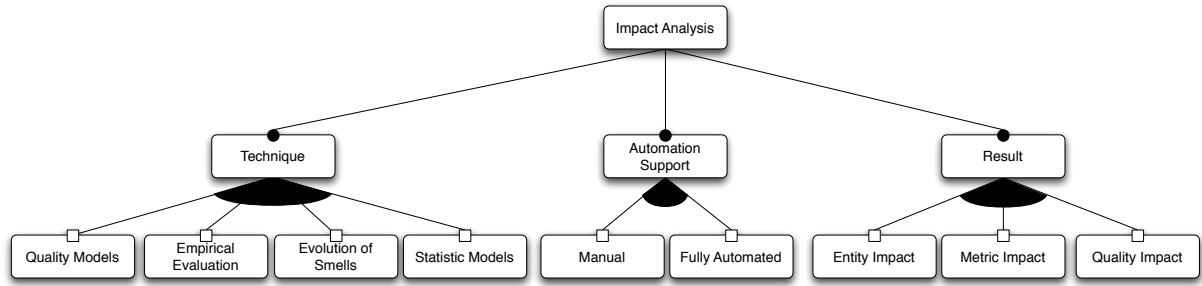 Impact Analysis
Technique
Automation
Support
Result
Quality Models
Empirical
Evaluation
Evolution of
Smells
Statistic Models
Manual
Fully Automated
Entity Impact
Metric Impact
Quality Impact